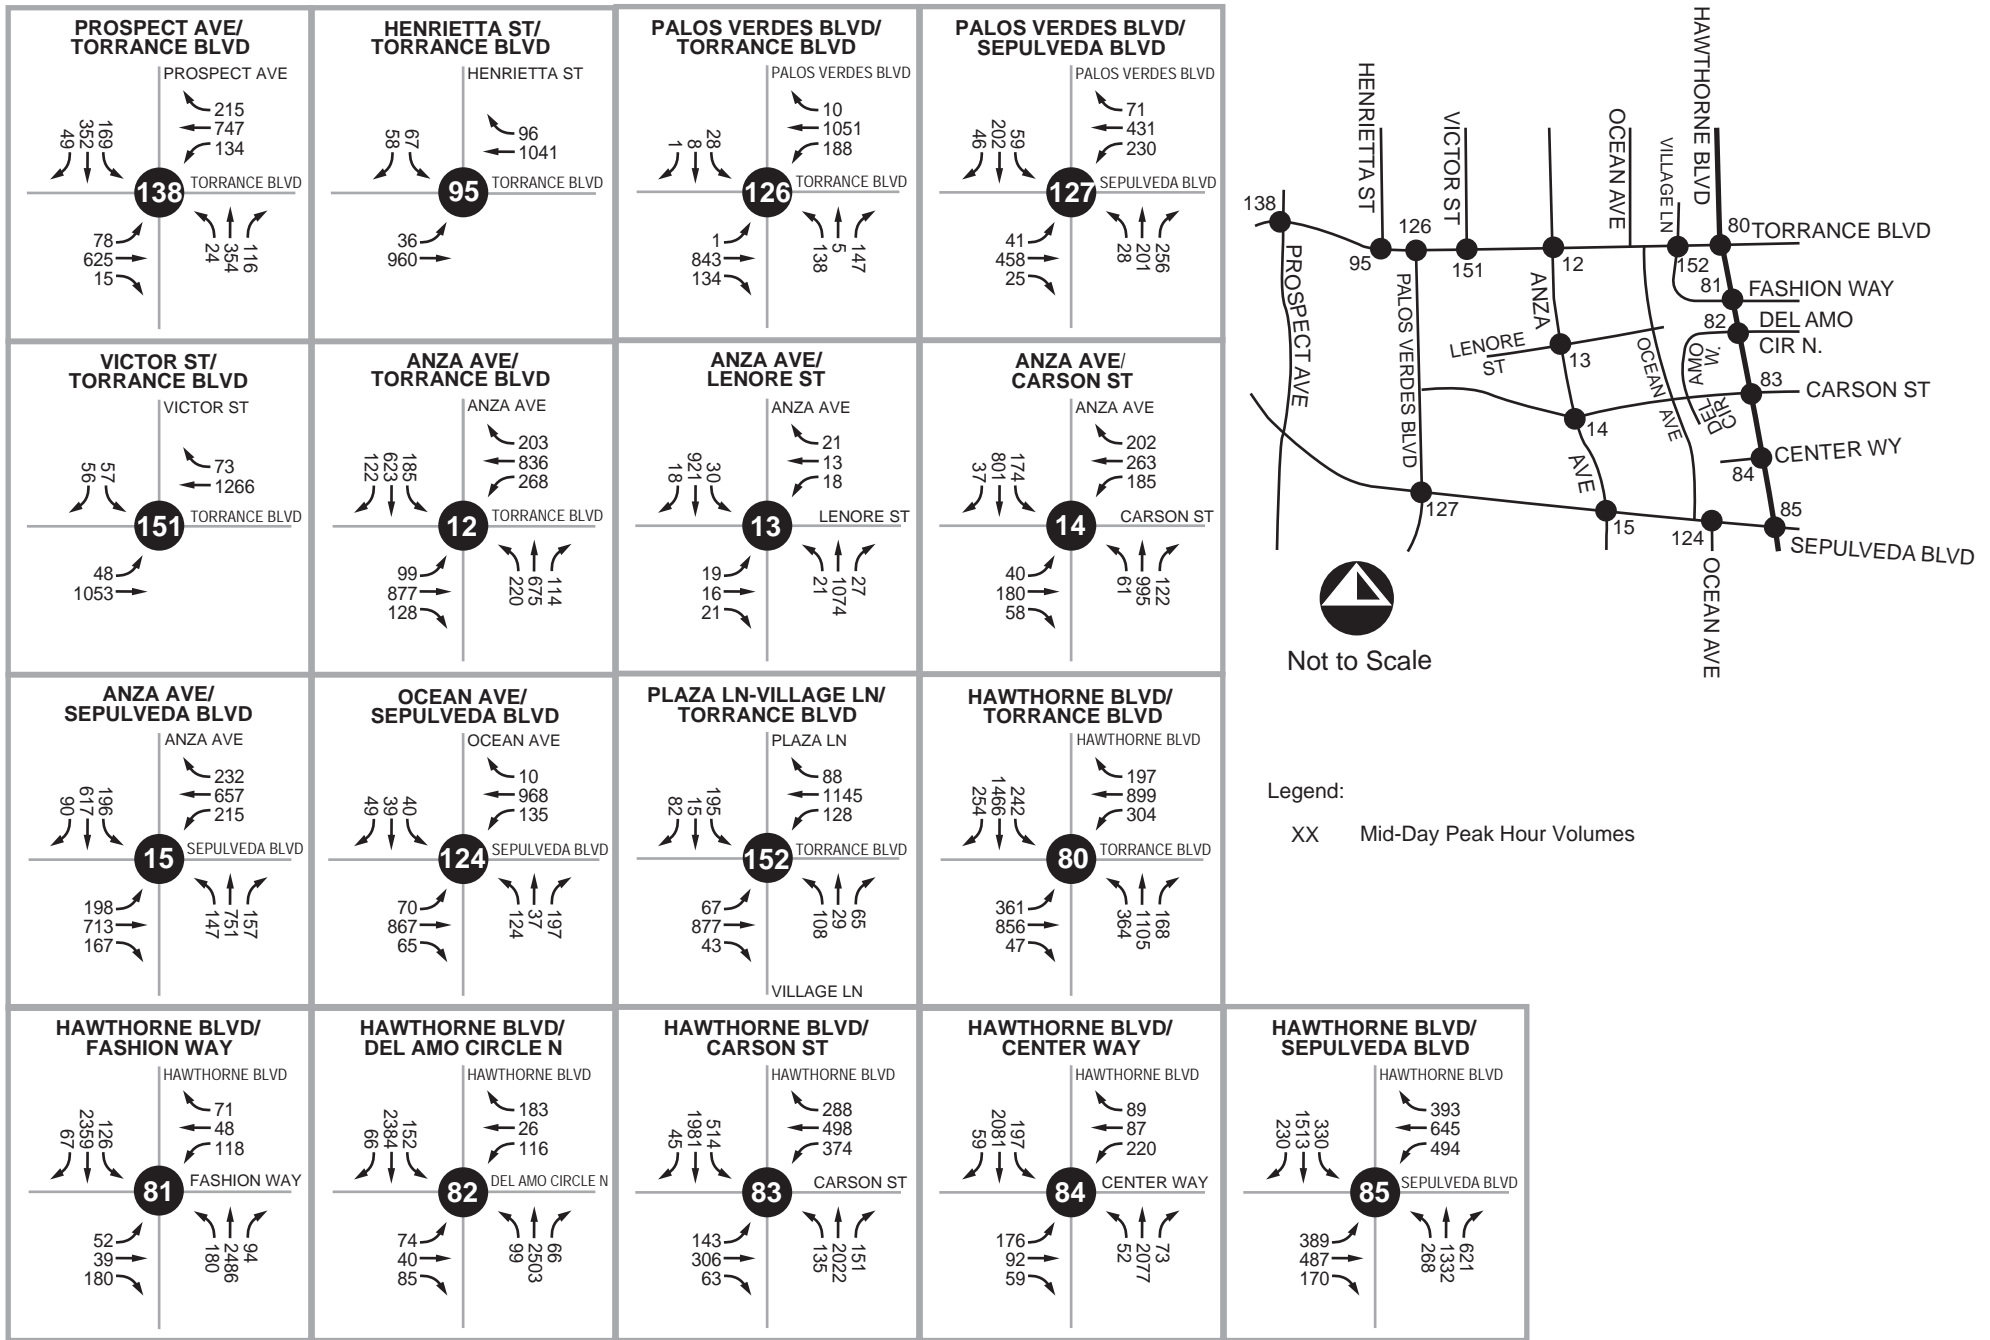 PROSPECT AVE/
TORRANCE BLVD
PROSPECT AVE
215
747
134
49
352
169
138
TORRANCE BLVD
78
625
15
24
354
116
HENRIETTA ST/
TORRANCE BLVD
HENRIETTA ST
96
1041
58
67
95
TORRANCE BLVD
36
960
PALOS VERDES BLVD/
TORRANCE BLVD
PALOS VERDES BLVD
10
1051
188
1
8
28
126
TORRANCE BLVD
1
843
134
138
5
147
PALOS VERDES BLVD/
SEPULVEDA BLVD
PALOS VERDES BLVD
71
431
230
46
202
59
127
SEPULVEDA BLVD
41
458
25
28
201
256
VICTOR ST/
TORRANCE BLVD
VICTOR ST
73
1266
56
57
151
TORRANCE BLVD
48
1053
ANZA AVE/
TORRANCE BLVD
ANZA AVE
203
836
268
122
623
185
12
TORRANCE BLVD
99
877
128
220
675
114
ANZA AVE/
LENORE ST
ANZA AVE
21
13
18
18
921
30
13
LENORE ST
19
16
21
21
1074
27
ANZA AVE/
CARSON ST
ANZA AVE
202
263
185
37
801
174
14
CARSON ST
40
180
58
61
995
122
ANZA AVE/
SEPULVEDA BLVD
ANZA AVE
232
657
215
90
617
196
15
SEPULVEDA BLVD
198
713
167
147
751
157
OCEAN AVE/
SEPULVEDA BLVD
OCEAN AVE
10
968
135
49
39
40
124
SEPULVEDA BLVD
70
867
65
124
37
197
PLAZA LN-VILLAGE LN/
TORRANCE BLVD
PLAZA LN
88
1145
128
82
15
195
152
TORRANCE BLVD
67
877
43
108
29
65
VILLAGE LN
HAWTHORNE BLVD/
TORRANCE BLVD
HAWTHORNE BLVD
197
899
304
254
1466
242
80
TORRANCE BLVD
361
856
47
364
1105
168
HAWTHORNE BLVD/
FASHION WAY
HAWTHORNE BLVD
71
48
118
67
2359
126
81
FASHION WAY
52
39
180
180
2486
94
HAWTHORNE BLVD/
DEL AMO CIRCLE N
HAWTHORNE BLVD
183
26
116
66
2384
152
82
DEL AMO CIRCLE N
74
40
85
99
2503
66
HAWTHORNE BLVD/
CARSON ST
HAWTHORNE BLVD
288
498
374
45
1981
514
83
CARSON ST
143
306
63
135
2022
151
HAWTHORNE BLVD/
CENTER WAY
HAWTHORNE BLVD
89
87
220
59
2081
197
84
CENTER WAY
176
92
59
52
2077
73
HAWTHORNE BLVD/
SEPULVEDA BLVD
HAWTHORNE BLVD
393
645
494
230
1513
330
85
SEPULVEDA BLVD
389
487
170
268
1332
621
HENRIETTA ST
VICTOR ST
OCEAN AVE
VILLAGE LN
HAWTHORNE BLVD
138
126
80
TORRANCE BLVD
95
151
12
152
81
FASHION WAY
PROSPECT AVE
PALOS VERDES BLVD
ANZA
82
DEL AMO
CIR N.
LENORE
ST
13
OCEAN AVE
DEL AMO
CIR W.
83
CARSON ST
14
AVE
84
CENTER WY
127
15
124
85
SEPULVEDA BLVD
OCEAN AVE
Not to Scale
Legend:
XX Mid-Day Peak Hour Volumes